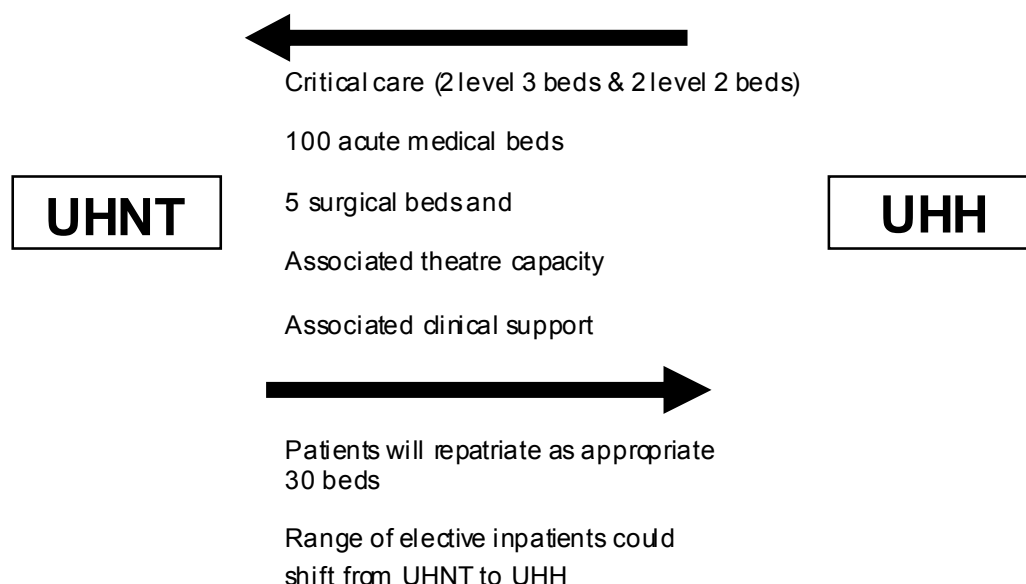 Critical care (2 level 3 beds & 2 level 2 beds)
100 acute medical beds
UHNT
5 surgical beds and
UHH
Associated theatre capacity
Associated clinical support
Patients will repatriate as appropriate
30 beds
Range of elective inpatients could
shift from UHNT to UHH